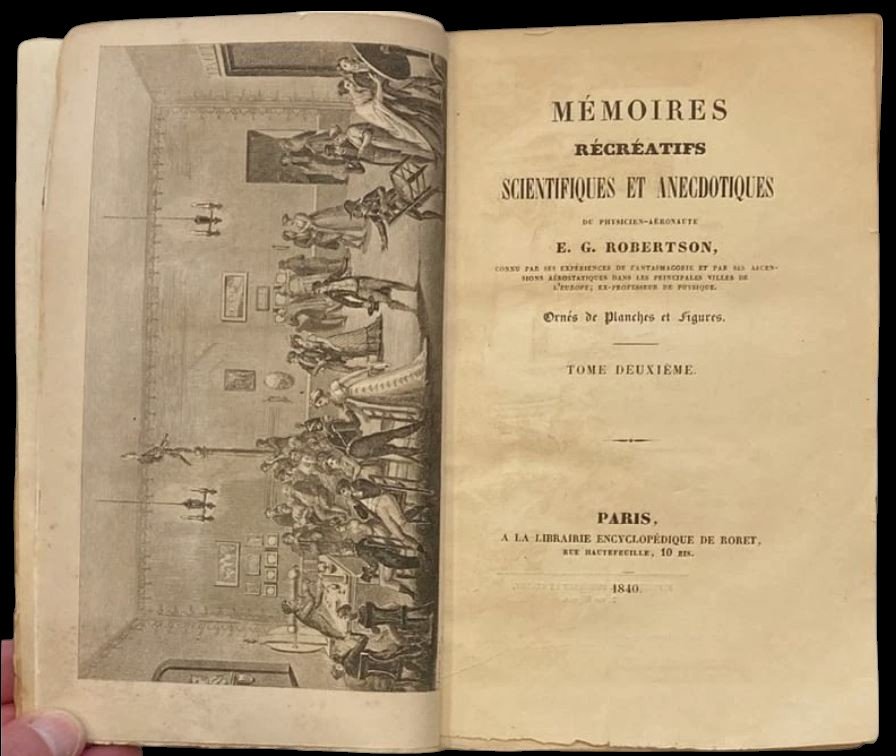 MÉMOIRES
RÉCRÉATIFS
SCIENTIFIQUES ET ANECDOTIQUES
DU PHYSICIEN-AÉRONAUTE
E. G. ROBERTSON,
CONNU PAR SES EXPÉRIENCES DE FANTASMAGORIE ET PAR SES ASCEN-
SIONS AÉROSTATIQUES DANS LES PRINCIPALES VILLES DE
L'EUROPE; EX-PROFESSEUR DE PHYSIQUE.
Ornés de Planches et Figures.
TOME DEUXIÈME.
PARIS,
A LA LIBRAIRIE ENCYCLOPÉDIQUE DE RORET,
RUE HAUTEFEUILLE, 10 BIS.
1840.